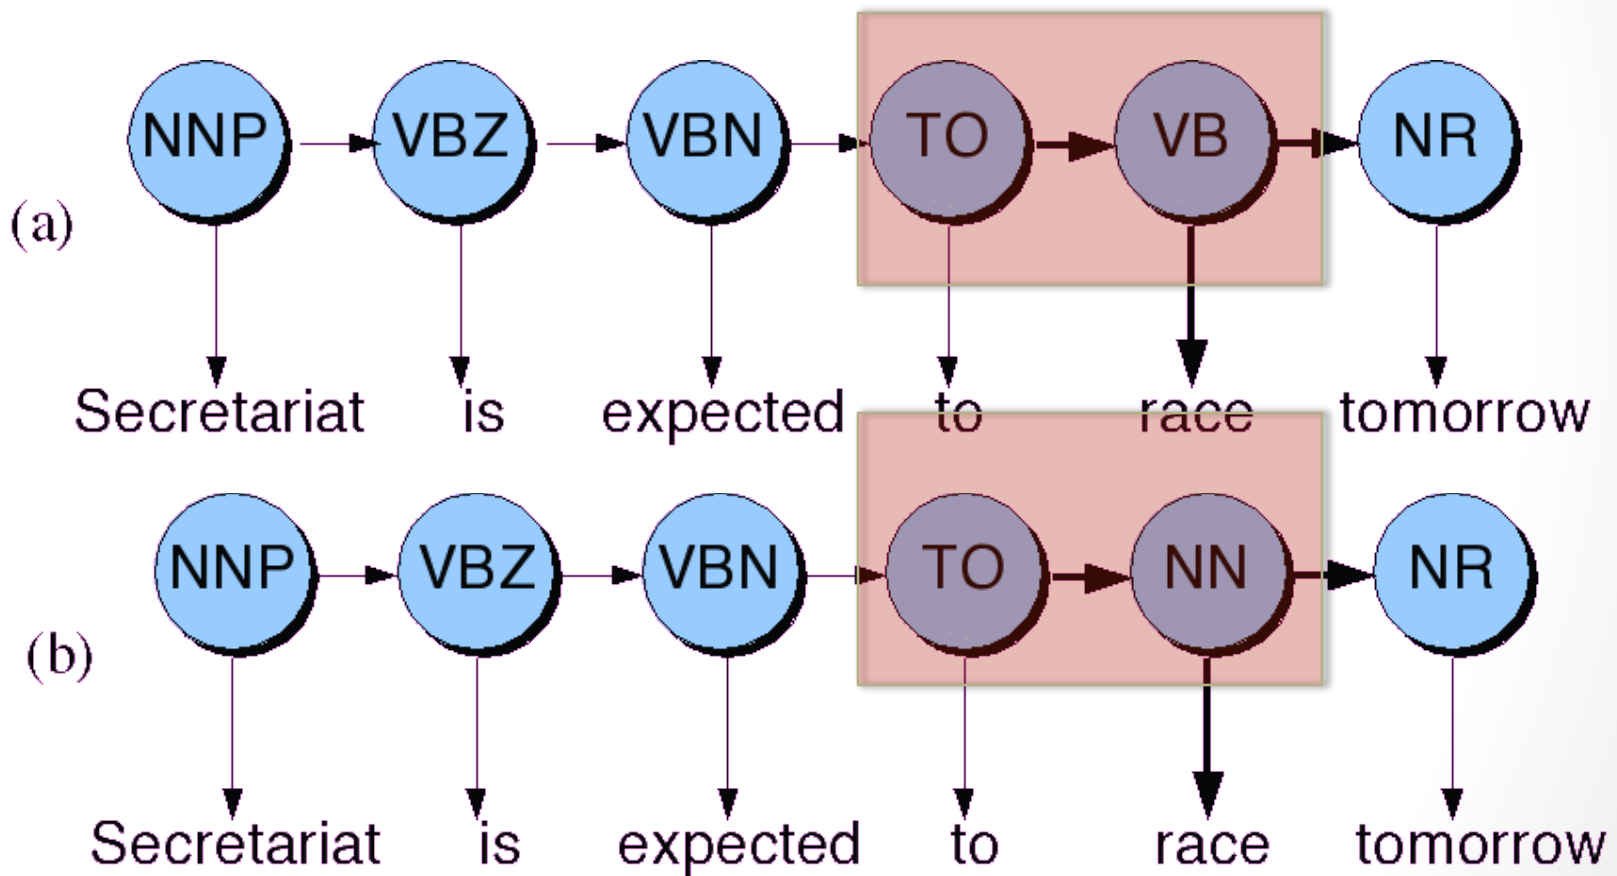 NNP VBZ VBN TO VB NR
(a)
Secretariat is expected to race tomorrow
NNP VBZ VBN TO NN NR
(b)
Secretariat is expected to race tomorrow